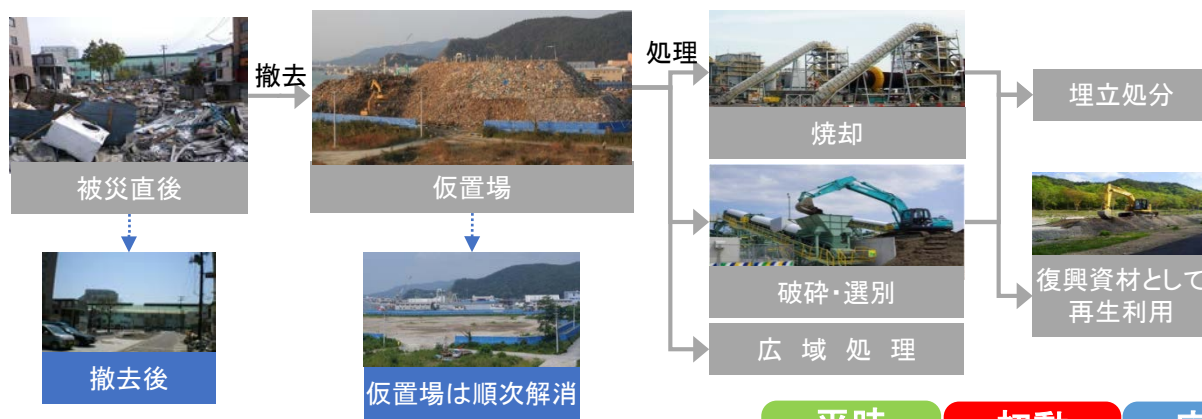 被災直後
撤去
仮置場
処理
焼却
破砕・選別
広域処理
埋立処分
復興資材として
再生利用
撤去後
仮置場は順次解消